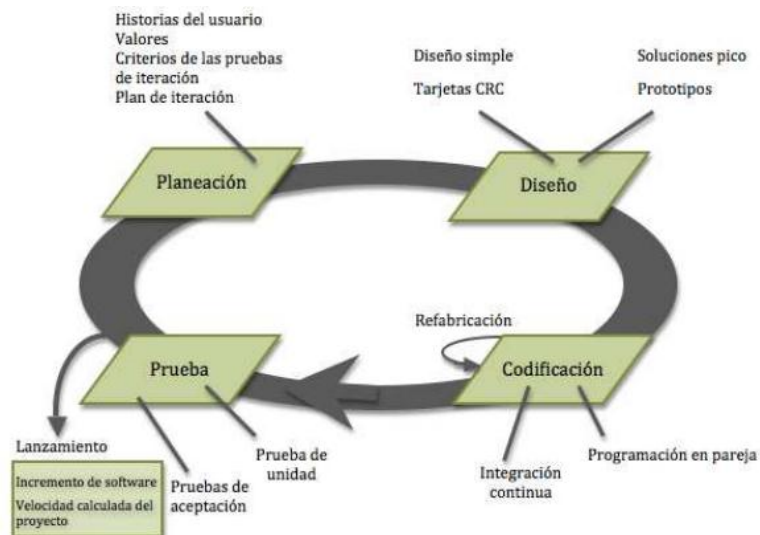 Historias del usuario
Valores
Criterios de las pruebas
de iteración
Plan de iteración
Diseño simple
Tarjetas CRC
Soluciones pico
Prototipos
Planeación
Diseño
Refabricación
Prueba
Codificación
Lanzamiento
Incremento de software
Velocidad calculada del
proyecto
Pruebas de
aceptación
Prueba de
unidad
Integración
continua
Programación en pareja